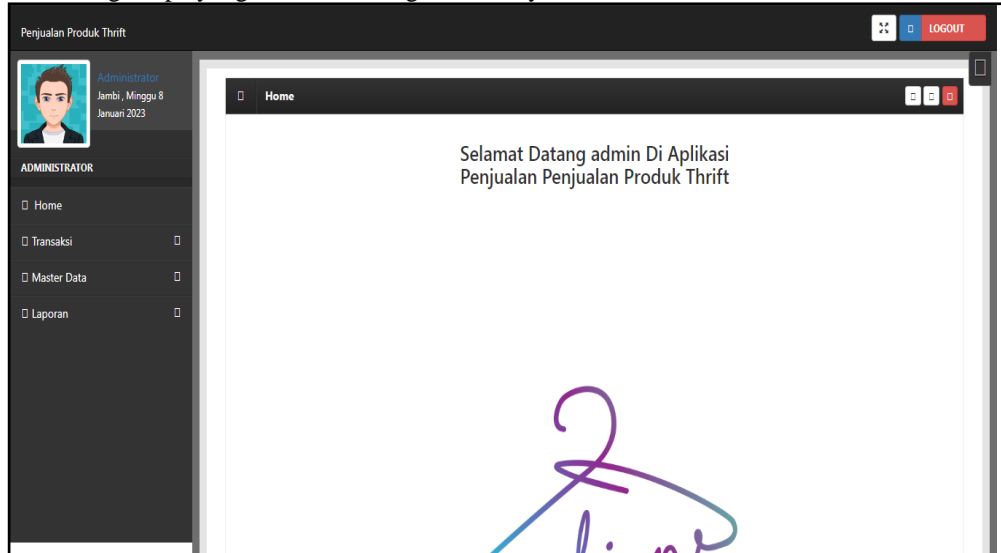 Penjualan Produk Thrift
LOGOUT
Administrator
Jambi , Minggu 8
Januari 2023
ADMINISTRATOR
Home
Transaksi
Master Data
Laporan
Home
Selamat Datang admin Di Aplikasi
Penjualan Penjualan Produk Thrift